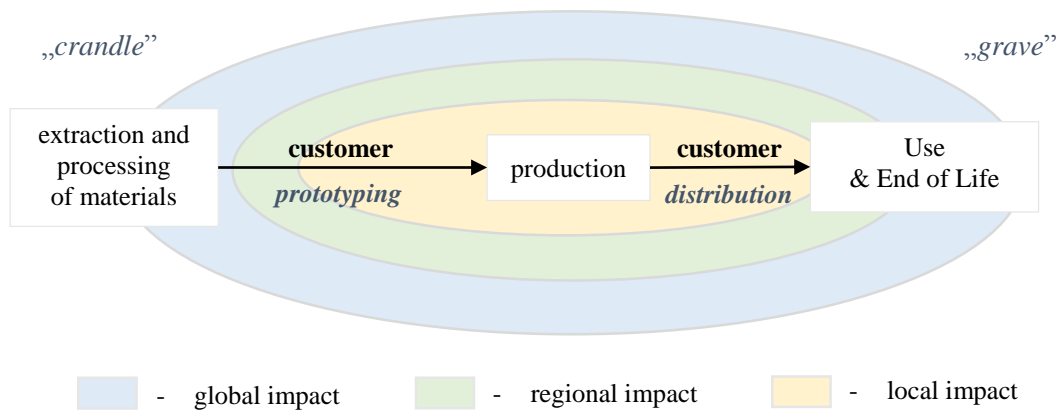 „crandle”
„grave”
extraction and
processing
of materials
customer
prototyping
production
customer
distribution
Use
& End of Life
- global impact
- regional impact
- local impact